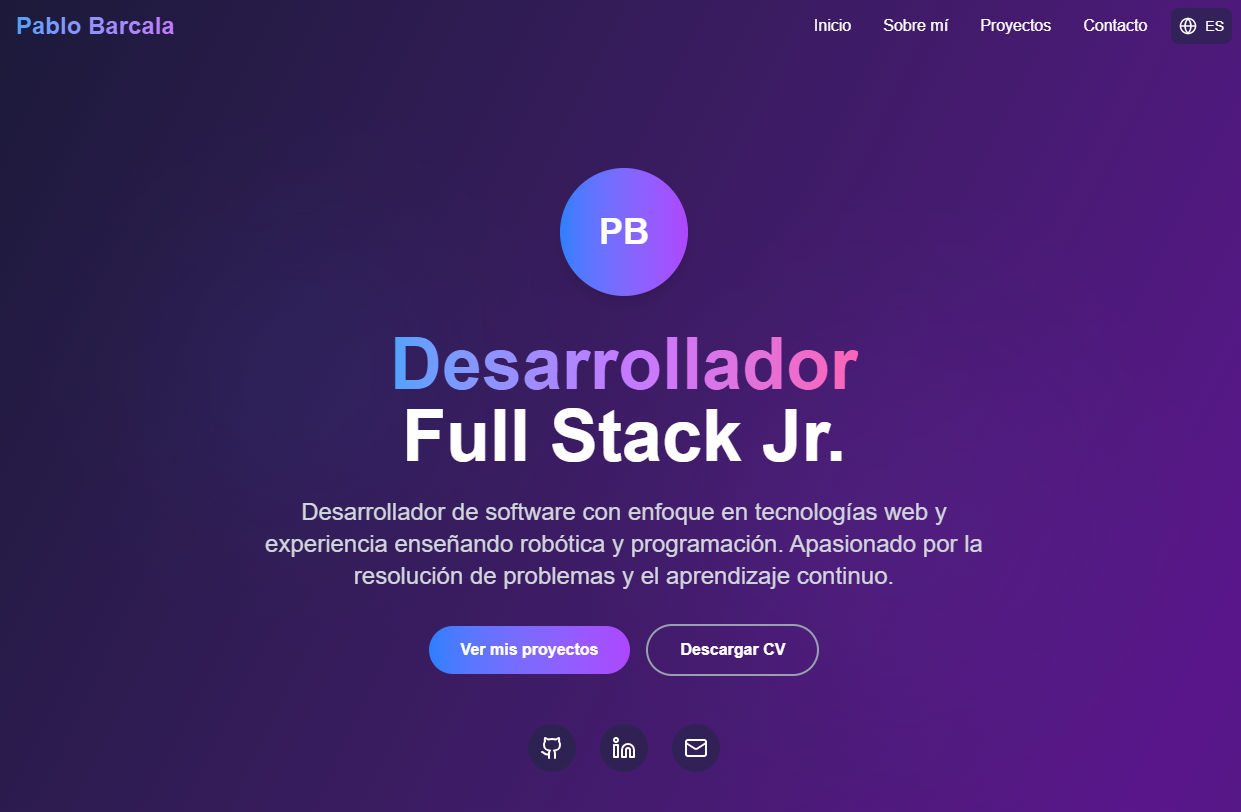 Pablo Barcala
Inicio Sobre mí Proyectos Contacto ES
PB
Desarrollador
Full Stack Jr.
Desarrollador de software con enfoque en tecnologías web y
experiencia enseñando robótica y programación. Apasionado por la
resolución de problemas y el aprendizaje continuo.
Ver mis proyectos Descargar CV
in